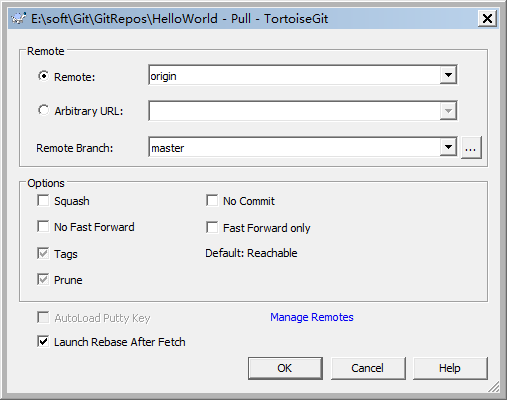 E:\soft\Git\GitRepos\HelloWorld - Pull - TortoiseGit
Remote
Remote: origin
Arbitrary URL:
Remote Branch: master ...
Options
Squash No Commit
No Fast Forward Fast Forward only
Tags Default: Reachable
Prune
AutoLoad Putty Key Manage Remotes
Launch Rebase After Fetch
OK Cancel Help